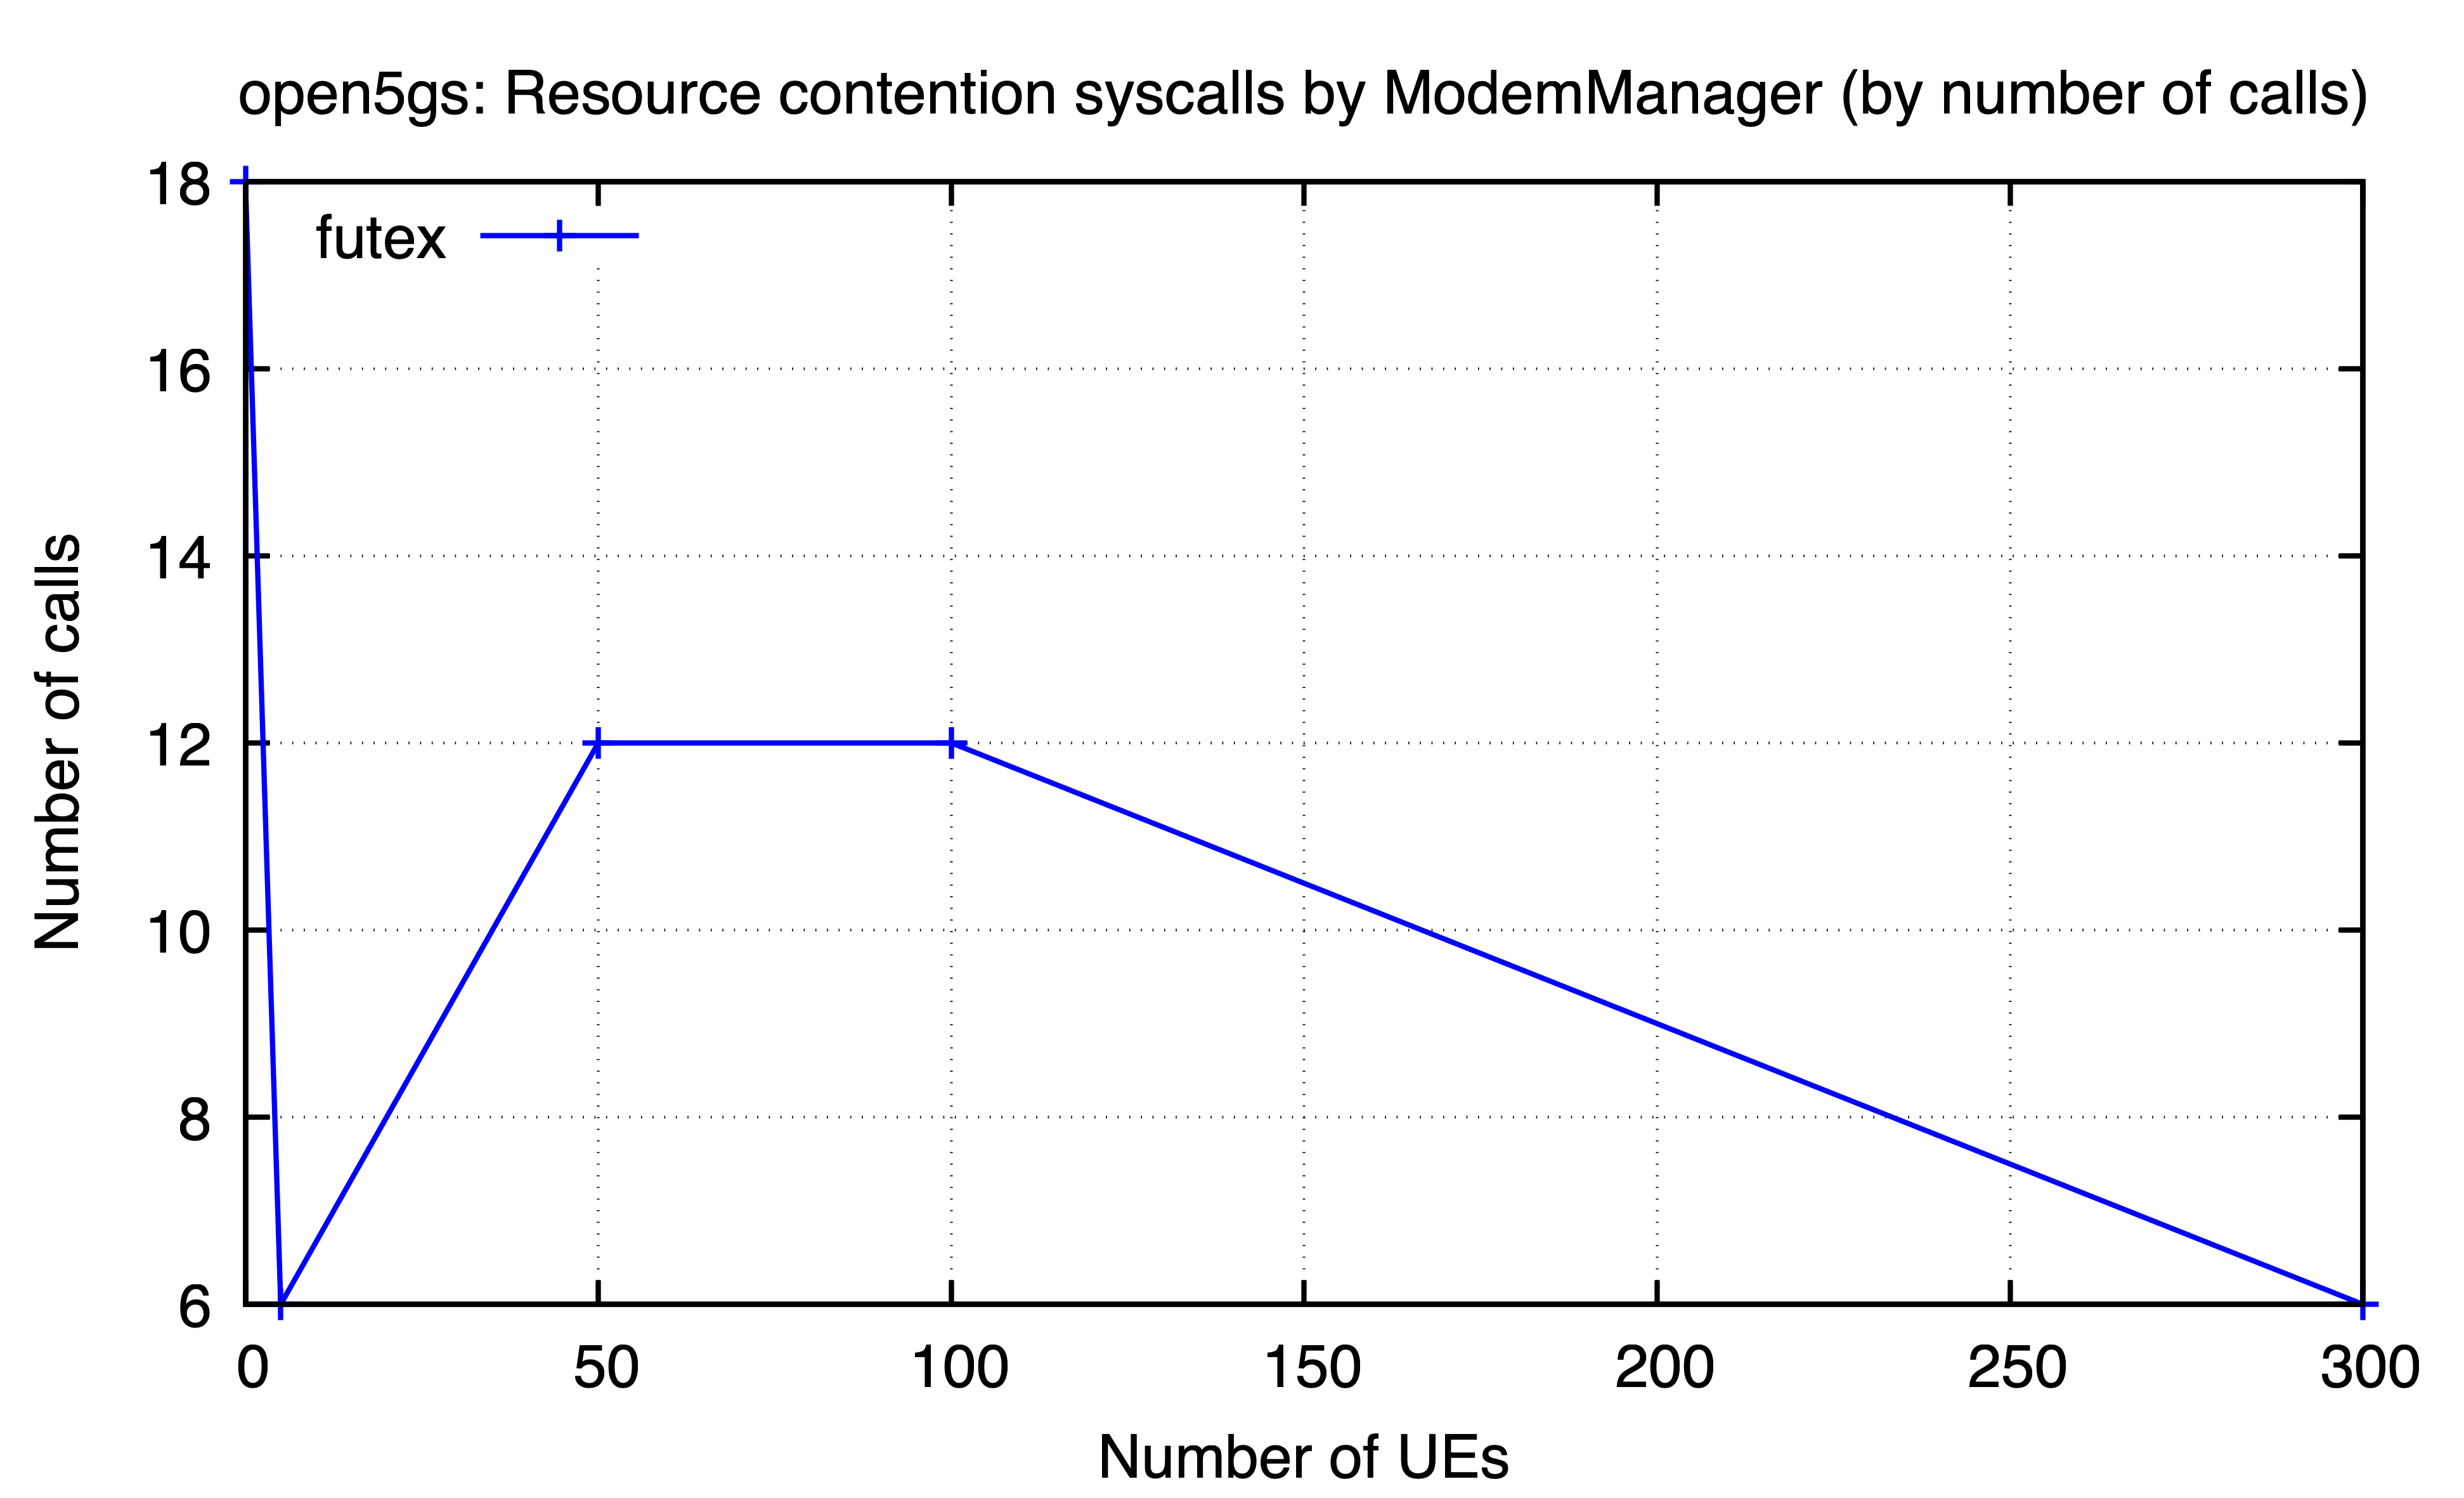 open5gs: Resource contention syscalls by ModemManager (by number of calls)
futex
Number of calls
18
16
14
12
10
8
6
0 50 100 150 200 250 300
Number of UEs